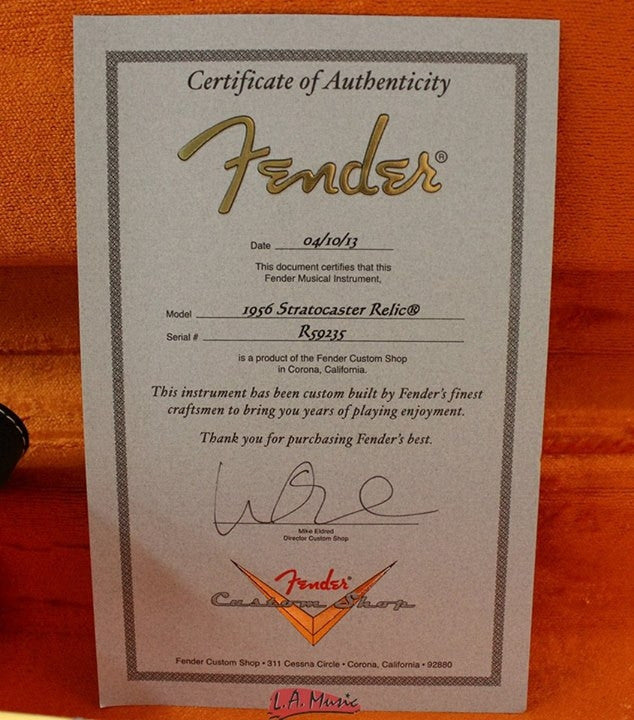 Certificate of Authenticity
Fender®
Date 04/10/13
This document certifies that this
Fender Musical Instrument,
Model 1956 Stratocaster Relic®
Serial # R59235
is a product of the Fender Custom Shop
in Corona, California.
This instrument has been custom built by Fender's finest
craftsmen to bring you years of playing enjoyment.
Thank you for purchasing Fender's best.
Mike Eldred
Director Custom Shop
Fender®
Custom Shop
Fender Custom Shop • 311 Cessna Circle • Corona, California • 92880
L.A. Music